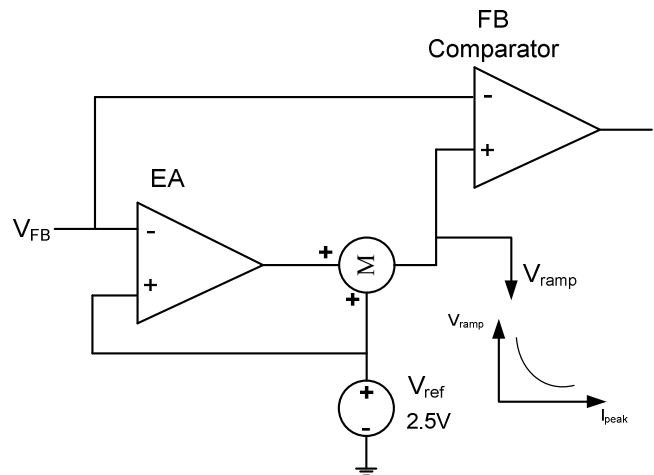 FB
Comparator
-
+
EA
VFB
-
+
+
M
+
Vramp
Vramp
Ipeak
+
-
Vref
2.5V